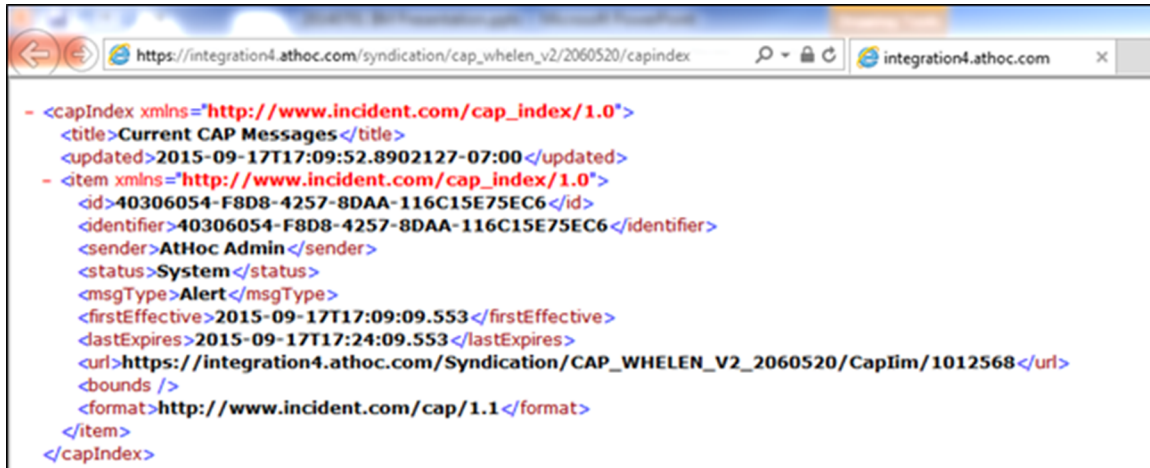 https://integration4.athoc.com/syndication/cap_whelen_v2/2060520/capindex
integration4.athoc.com
- <capIndex xmlns="http://www.incident.com/cap_index/1.0">
<title>Current CAP Messages</title>
<updated>2015-09-17T17:09:52.8902127-07:00</updated>
- <item xmlns="http://www.incident.com/cap_index/1.0">
<id>40306054-F8D8-4257-8DAA-116C15E75EC6</id>
<identifier>40306054-F8D8-4257-8DAA-116C15E75EC6</identifier>
<sender>AtHoc Admin</sender>
<status>System</status>
<msgType>Alert</msgType>
<firstEffective>2015-09-17T17:09:09.553</firstEffective>
<lastExpires>2015-09-17T17:24:09.553</lastExpires>
<url>https://integration4.athoc.com/Syndication/CAP_WHELEN_V2_2060520/CapIim/1012568</url>
<bounds />
<format>http://www.incident.com/cap/1.1</format>
</item>
</capIndex>